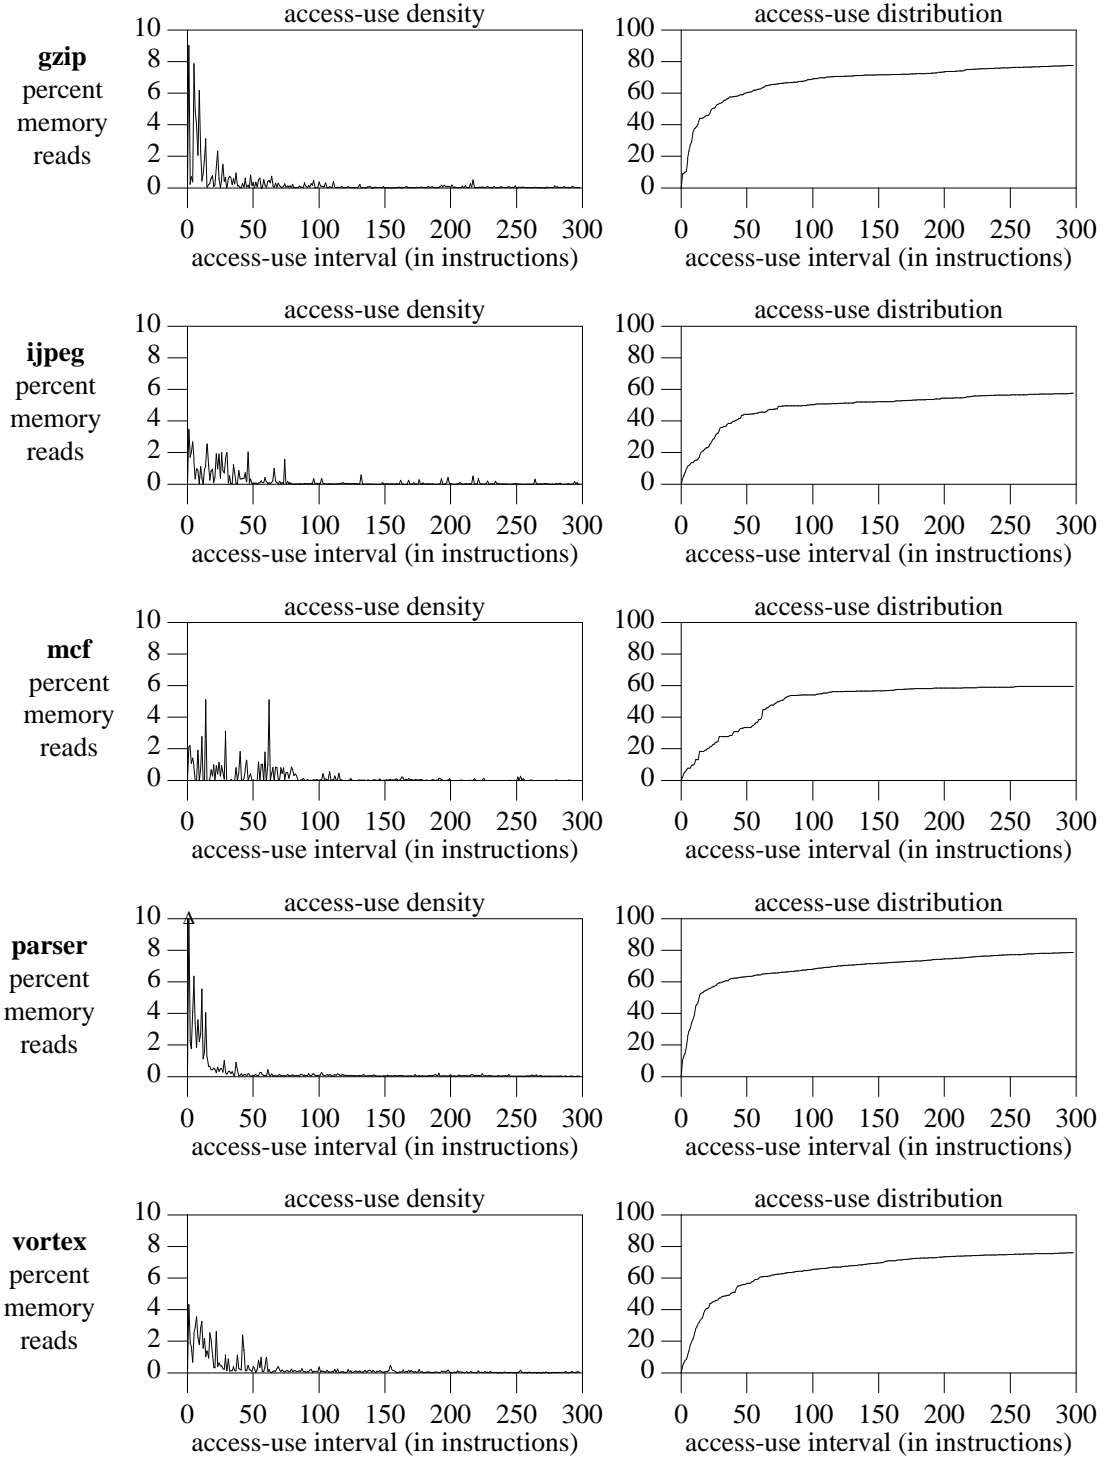 access-use density
access-use distribution
gzip
percent
memory
reads
10
8
6
4
2
0
100
80
60
40
20
0
0 50 100 150 200 250 300
0 50 100 150 200 250 300
access-use interval (in instructions)
access-use interval (in instructions)
access-use density
access-use distribution
ijpeg
percent
memory
reads
10
8
6
4
2
0
100
80
60
40
20
0
0 50 100 150 200 250 300
0 50 100 150 200 250 300
access-use interval (in instructions)
access-use interval (in instructions)
access-use density
access-use distribution
mcf
percent
memory
reads
10
8
6
4
2
0
100
80
60
40
20
0
0 50 100 150 200 250 300
0 50 100 150 200 250 300
access-use interval (in instructions)
access-use interval (in instructions)
access-use density
access-use distribution
parser
percent
memory
reads
10
8
6
4
2
0
100
80
60
40
20
0
0 50 100 150 200 250 300
0 50 100 150 200 250 300
access-use interval (in instructions)
access-use interval (in instructions)
access-use density
access-use distribution
vortex
percent
memory
reads
10
8
6
4
2
0
100
80
60
40
20
0
0 50 100 150 200 250 300
0 50 100 150 200 250 300
access-use interval (in instructions)
access-use interval (in instructions)